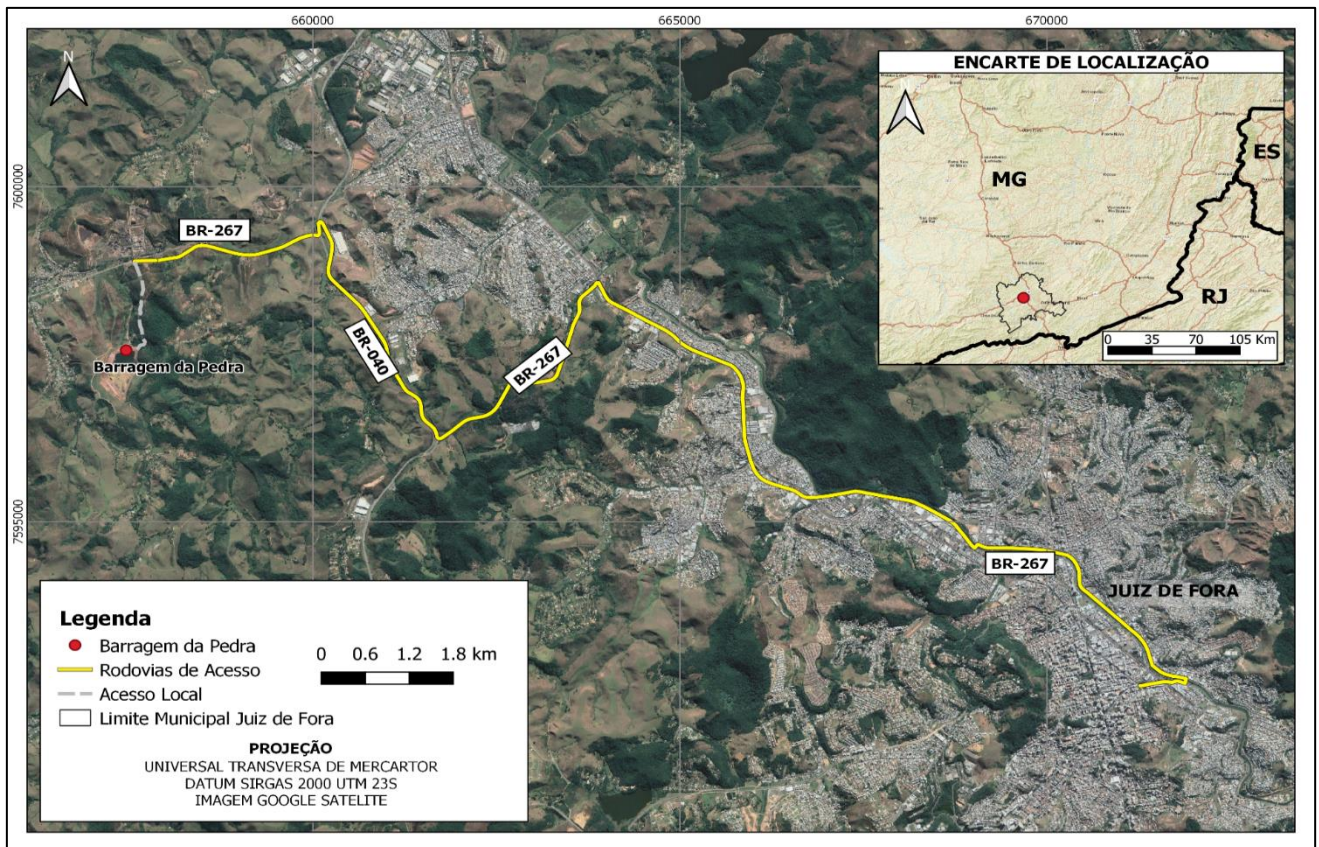 660000
665000
670000
7600000
7595000
N
BR-267
BR-040
BR-267
BR-267
Barragem da Pedra
JUIZ DE FORA
ENCARTE DE LOCALIZAÇÃO
MG
ES
RJ
0 35 70 105 Km
Legenda
Barragem da Pedra
Rodovias de Acesso
Acesso Local
Limite Municipal Juiz de Fora
0 0.6 1.2 1.8 km
PROJEÇÃO
UNIVERSAL TRANSVERSA DE MERCARTOR
DATUM SIRGAS 2000 UTM 23S
IMAGEM GOOGLE SATELITE